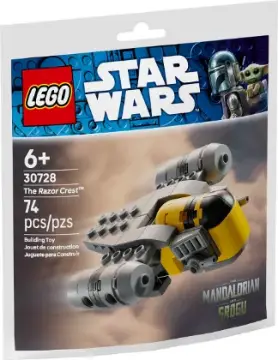 LEGO
STAR
WARS
6+
30728
The Razor Crest™
74
pcs/pzs
Building Toy
Jouet de construction
Juguete para Construir
THE
MANDALORIAN
AND
GROGU